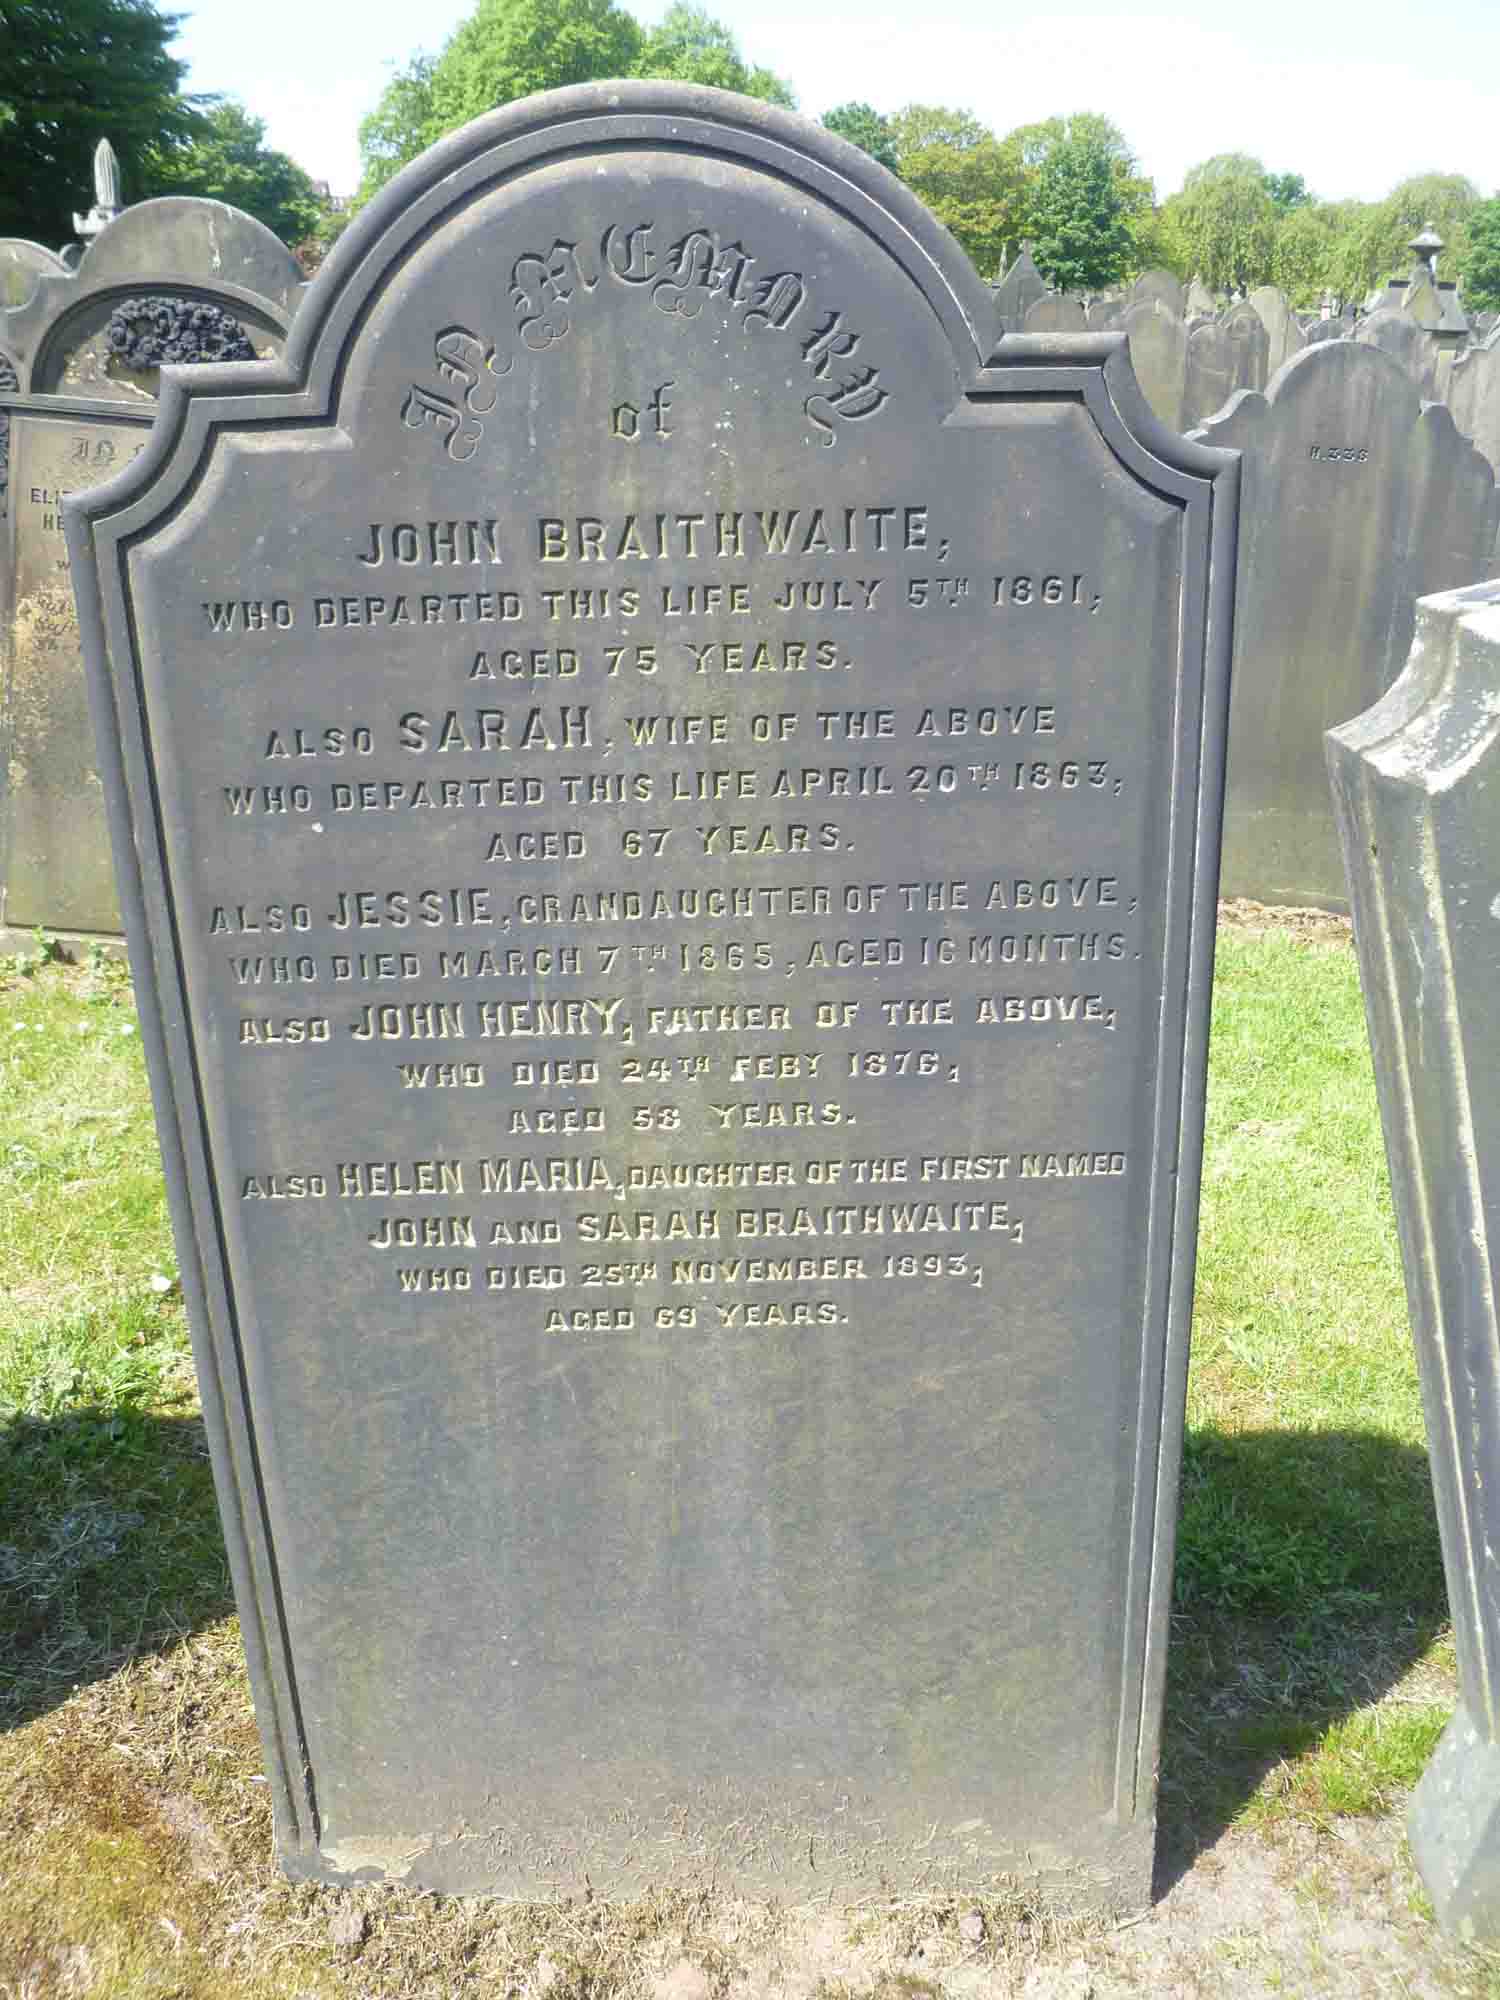 IN MEMORY
of
JOHN BRAITHWAITE,
WHO DEPARTED THIS LIFE JULY 5TH. 1861,
AGED 75 YEARS.
ALSO SARAH, WIFE OF THE ABOVE
WHO DEPARTED THIS LIFE APRIL 20TH. 1863,
AGED 67 YEARS.
ALSO JESSIE, GRANDAUGHTER OF THE ABOVE,
WHO DIED MARCH 7TH. 1865, AGED 16 MONTHS.
ALSO JOHN HENRY, FATHER OF THE ABOVE,
WHO DIED 24TH FEBY 1876,
AGED 58 YEARS.
ALSO HELEN MARIA, DAUGHTER OF THE FIRST NAMED
JOHN AND SARAH BRAITHWAITE,
WHO DIED 25TH NOVEMBER 1893,
AGED 69 YEARS.
IN
H.338